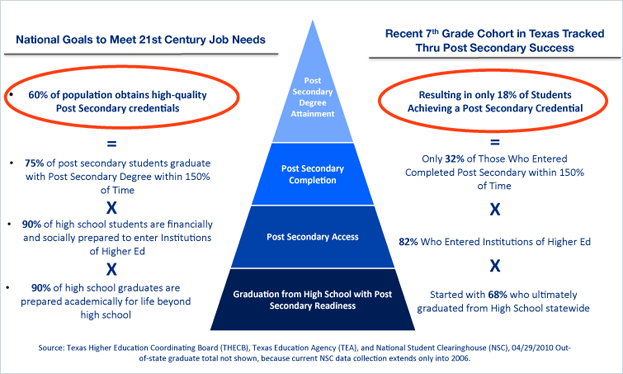 National Goals to Meet 21st Century Job Needs
• 60% of population obtains high-quality
Post Secondary credentials
=
• 75% of post secondary students graduate
with Post Secondary Degree within 150%
of Time
X
• 90% of high school students are financially
and socially prepared to enter Institutions
of Higher Ed
X
• 90% of high school graduates are
prepared academically for life beyond
high school
Post
Secondary
Degree
Attainment
Post Secondary
Completion
Post Secondary Access
Graduation from High School with Post
Secondary Readiness
Recent 7th Grade Cohort in Texas Tracked
Thru Post Secondary Success
Resulting in only 18% of Students
Achieving a Post Secondary Credential
=
Only 32% of Those Who Entered
Completed Post Secondary within 150%
of Time
X
82% Who Entered Institutions of Higher Ed
X
Started with 68% who ultimately
graduated from High School statewide
Source: Texas Higher Education Coordinating Board (THECB), Texas Education Agency (TEA), and National Student Clearinghouse (NSC), 04/29/2010 Out-
of-state graduate total not shown, because current NSC data collection extends only into 2006.